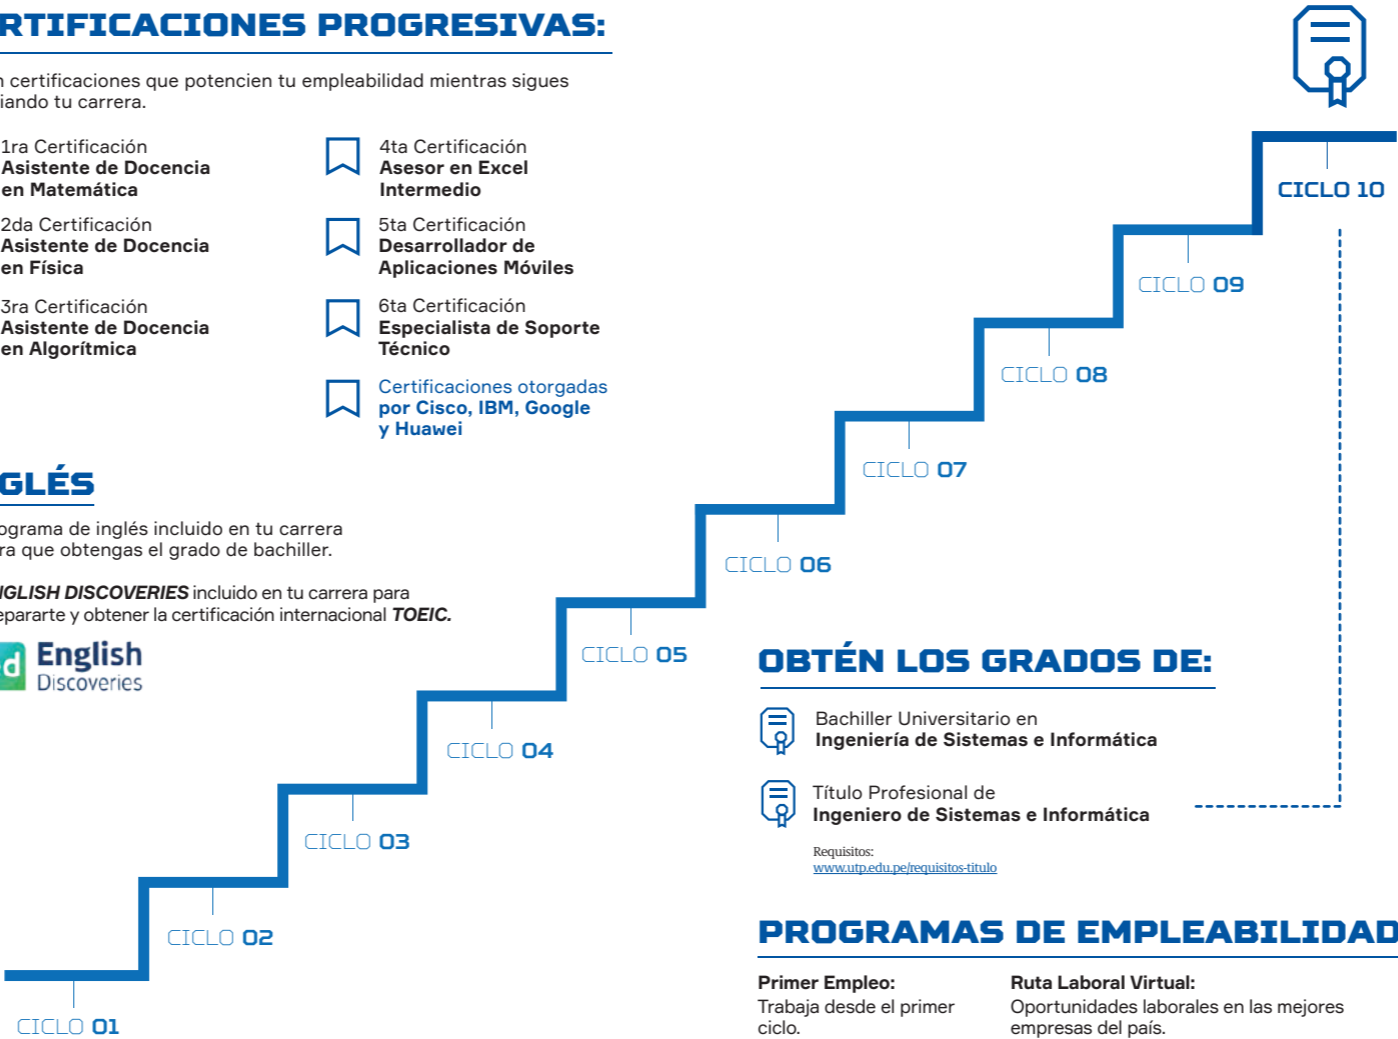 RTIFICACIONES PROGRESIVAS:
n certificaciones que potencien tu empleabilidad mientras sigues
iando tu carrera.
1ra Certificación
Asistente de Docencia
en Matemática
2da Certificación
Asistente de Docencia
en Física
3ra Certificación
Asistente de Docencia
en Algorítmica
4ta Certificación
Asesor en Excel
Intermedio
5ta Certificación
Desarrollador de
Aplicaciones Móviles
6ta Certificación
Especialista de Soporte
Técnico
Certificaciones otorgadas
por Cisco, IBM, Google
y Huawei
GLÉS
ograma de inglés incluido en tu carrera
ra que obtengas el grado de bachiller.
NGLISH DISCOVERIES incluido en tu carrera para
epararte y obtener la certificación internacional TOEIC.
ed English
Discoveries
CICLO 10
CICLO 09
CICLO 08
CICLO 07
CICLO 06
CICLO 05
CICLO 04
CICLO 03
CICLO 02
CICLO 01
OBTÉN LOS GRADOS DE:
Bachiller Universitario en
Ingeniería de Sistemas e Informática
Título Profesional de
Ingeniero de Sistemas e Informática
Requisitos:
www.utp.edu.pe/requisitos-titulo
PROGRAMAS DE EMPLEABILIDAD
Primer Empleo:
Trabaja desde el primer
ciclo.
Ruta Laboral Virtual:
Oportunidades laborales en las mejores
empresas del país.